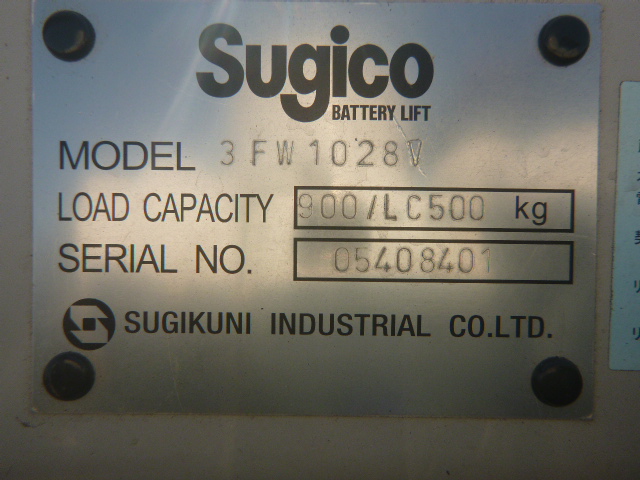 Sugico
BATTERY LIFT
MODEL 3FW1028V
LOAD CAPACITY 900/LC500 kg
SERIAL NO. 05408401
SUGIKUNI INDUSTRIAL CO.LTD.